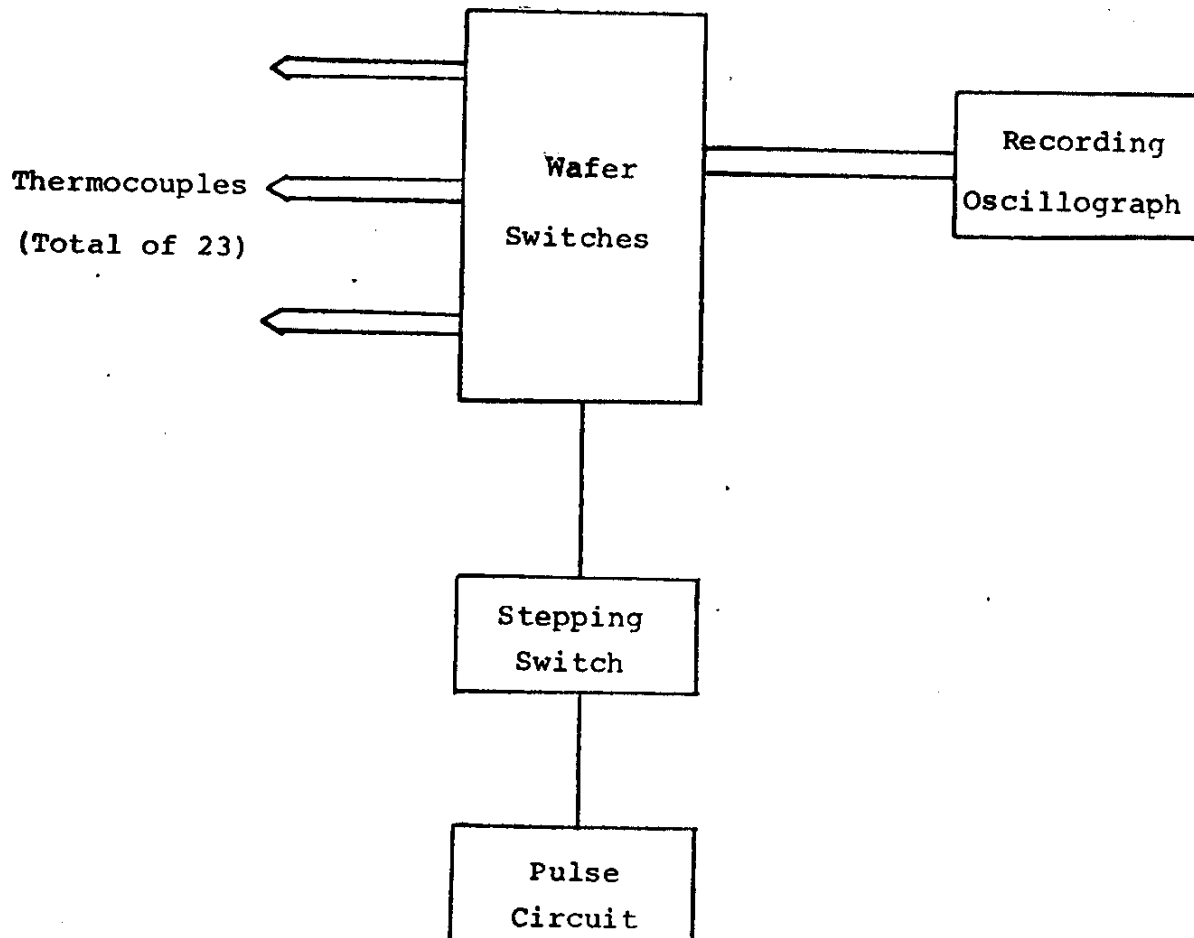 Thermocouples
(Total of 23)
Wafer
Switches
Recording
Oscillograph
Stepping
Switch
Pulse
Circuit